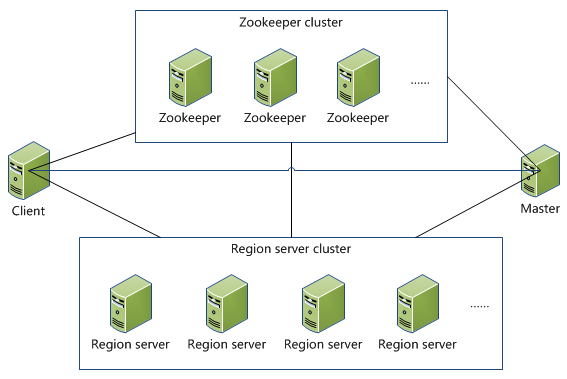 Zookeeper cluster
Zookeeper Zookeeper Zookeeper ......
Client
Master
Region server cluster
Region server Region server Region server Region server ......